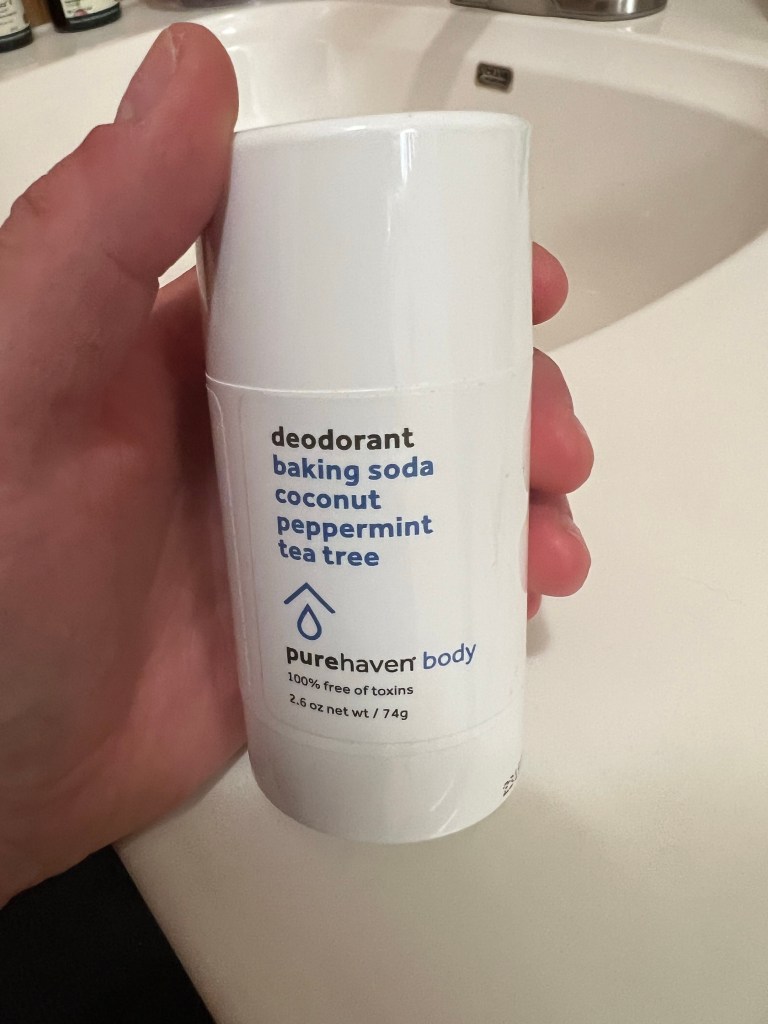 deodorant
baking soda
coconut
peppermint
tea tree
purehaven body
100% free of toxins
2.6 oz net wt / 74g